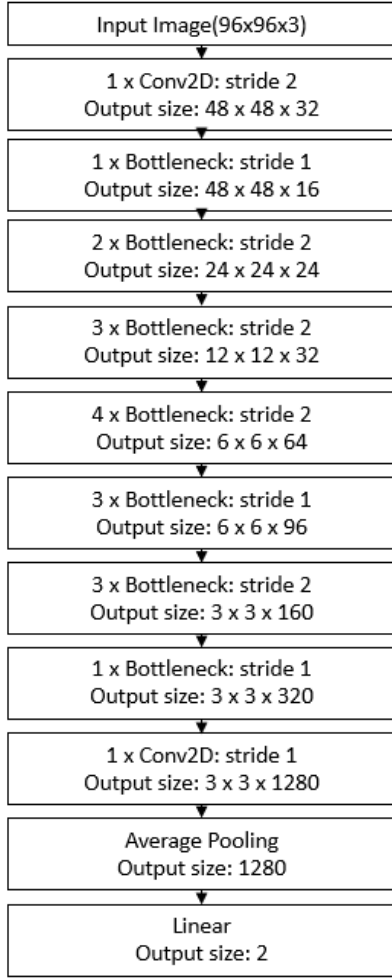 Input Image(96x96x3)
1 x Conv2D: stride 2
Output size: 48 x 48 x 32
1 x Bottleneck: stride 1
Output size: 48 x 48 x 16
2 x Bottleneck: stride 2
Output size: 24 x 24 x 24
3 x Bottleneck: stride 2
Output size: 12 x 12 x 32
4 x Bottleneck: stride 2
Output size: 6 x 6 x 64
3 x Bottleneck: stride 1
Output size: 6 x 6 x 96
3 x Bottleneck: stride 2
Output size: 3 x 3 x 160
1 x Bottleneck: stride 1
Output size: 3 x 3 x 320
1 x Conv2D: stride 1
Output size: 3 x 3 x 1280
Average Pooling
Output size: 1280
Linear
Output size: 2